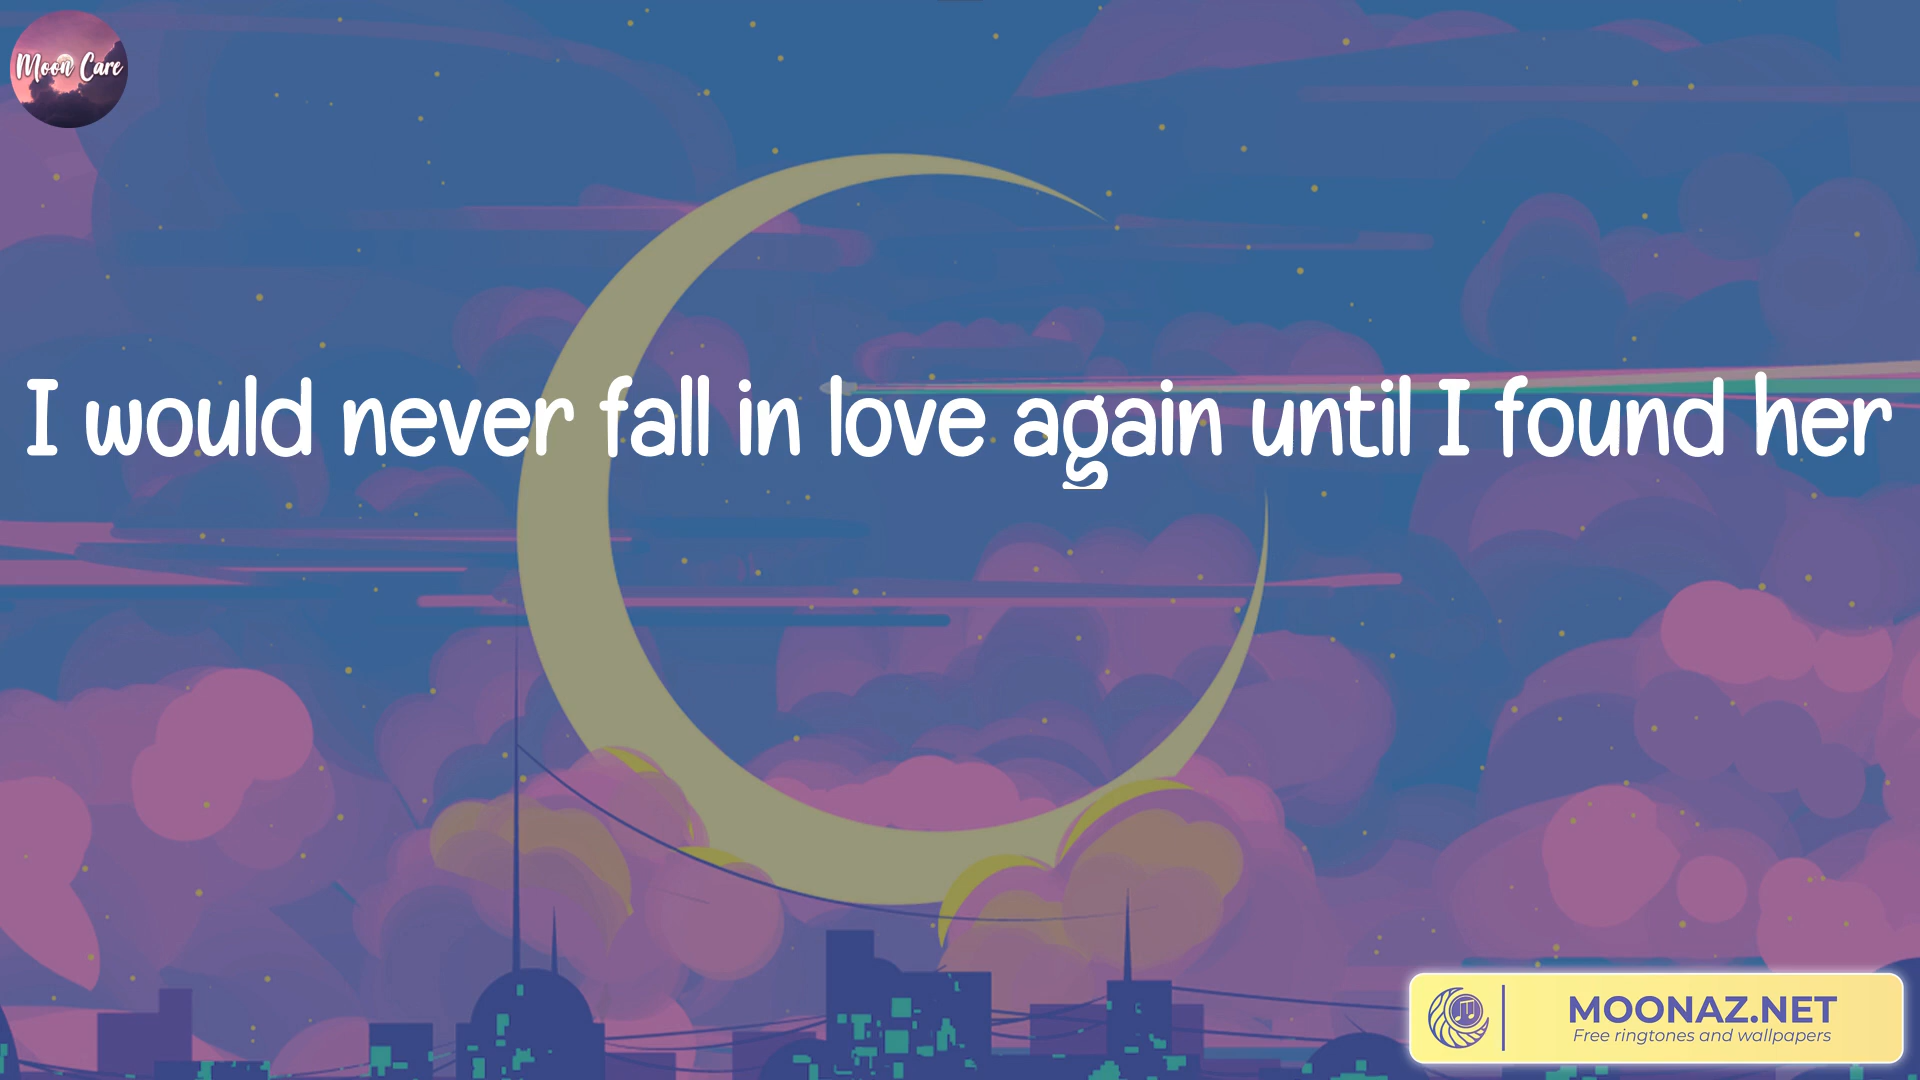 Moon Care
I would never fall in love again until I found her
MOONAZ.NET
Free ringtones and wallpapers